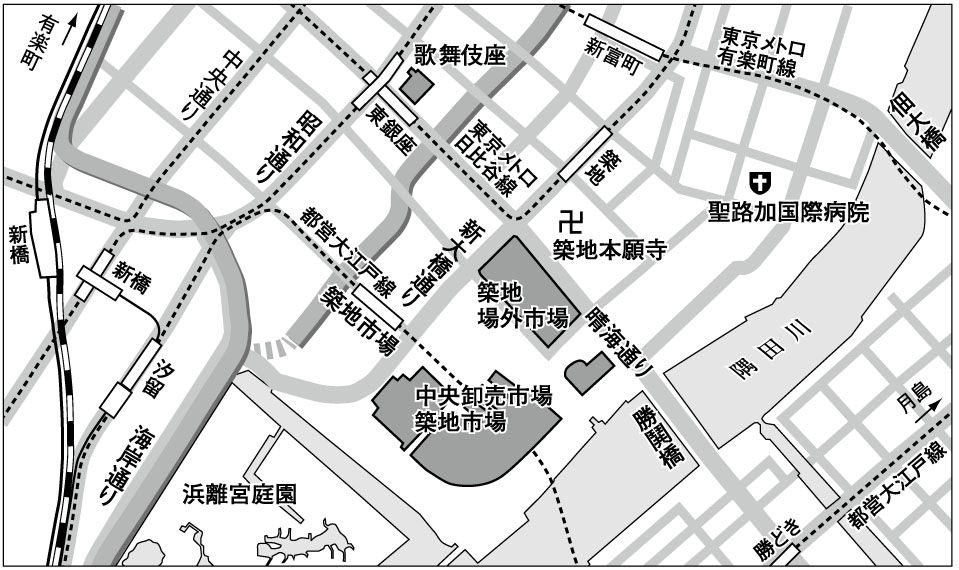 有楽町
中央通り
昭和通り
歌舞伎座
東銀座
東京メトロ
日比谷線
新富町
東京メトロ
有楽町線
佃大橋
築地
聖路加国際病院
卍
築地本願寺
新橋
新橋
汐留
海岸通り
都営大江戸線
築地市場
新大橋通り
築地
場外市場
晴海通り
隅田川
中央卸売市場
築地市場
勝鬨橋
月島
都営大江戸線
勝どき
浜離宮庭園